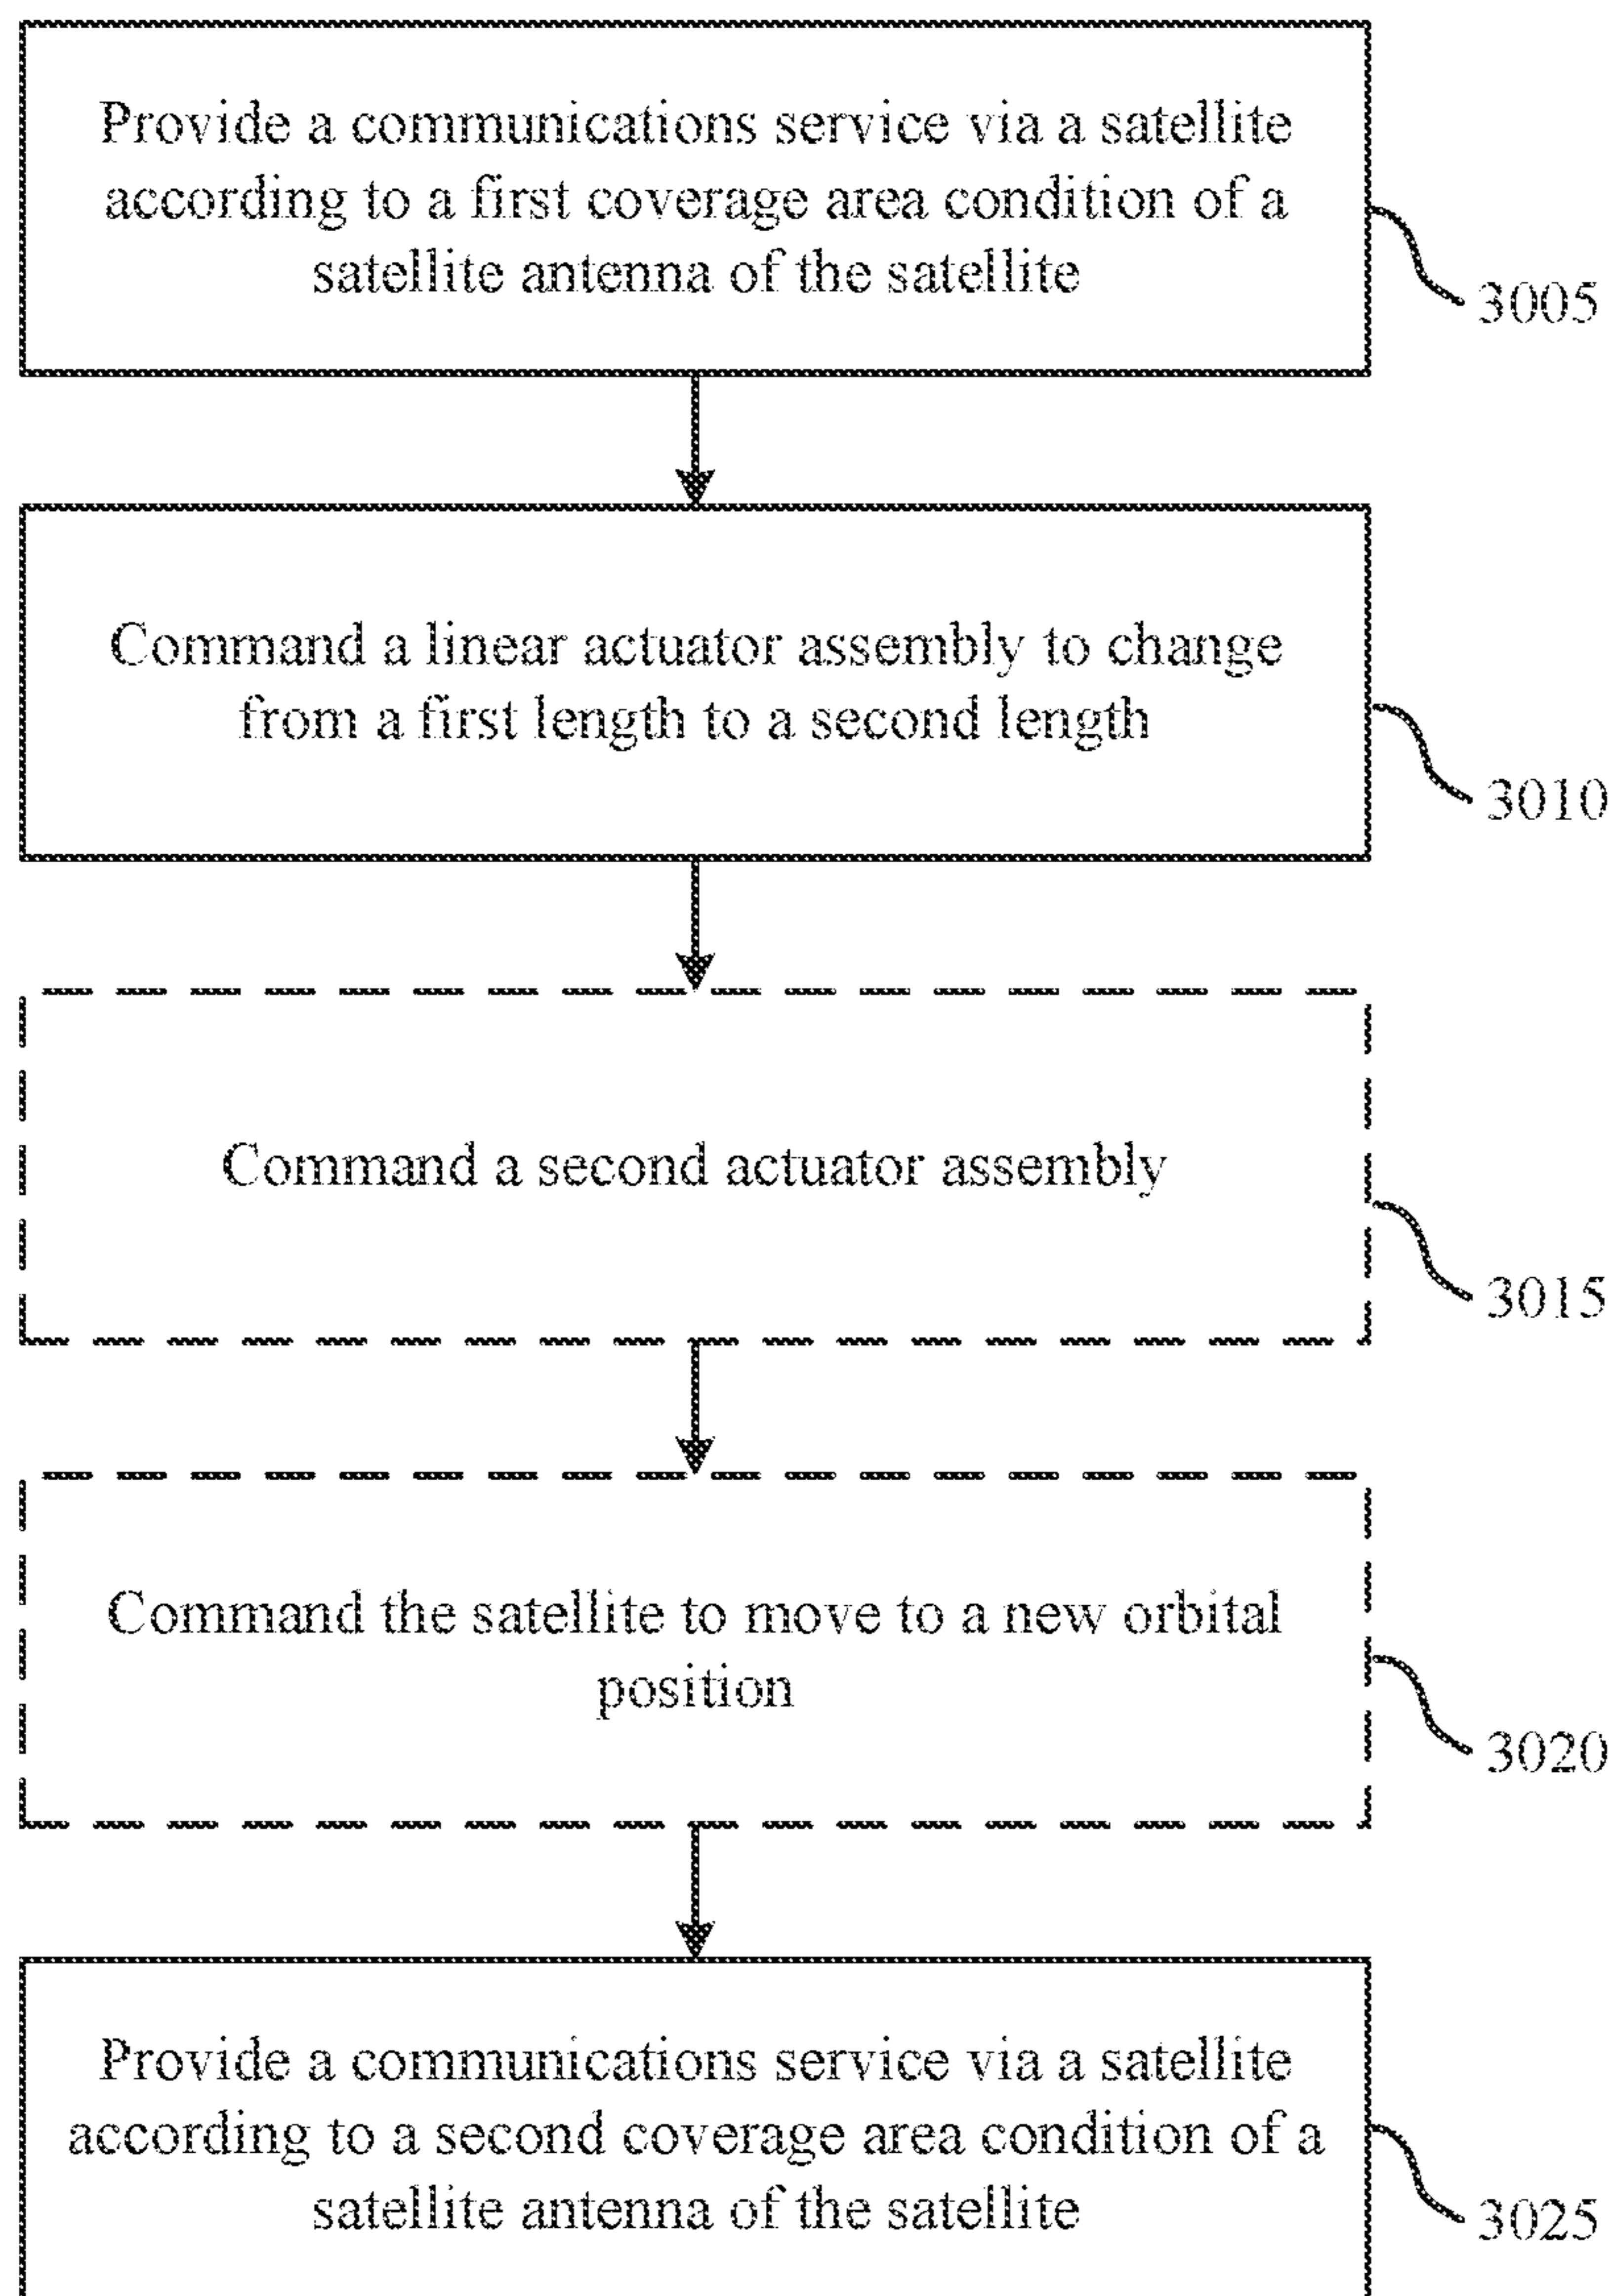 Provide a communications service via a satellite
according to a first coverage area condition of a
satellite antenna of the satellite
3005
Command a linear actuator assembly to change
from a first length to a second length
3010
Command a second actuator assembly
3015
Command the satellite to move to a new orbital
position
3020
Provide a communications service via a satellite
according to a second coverage area condition of a
satellite antenna of the satellite
3025